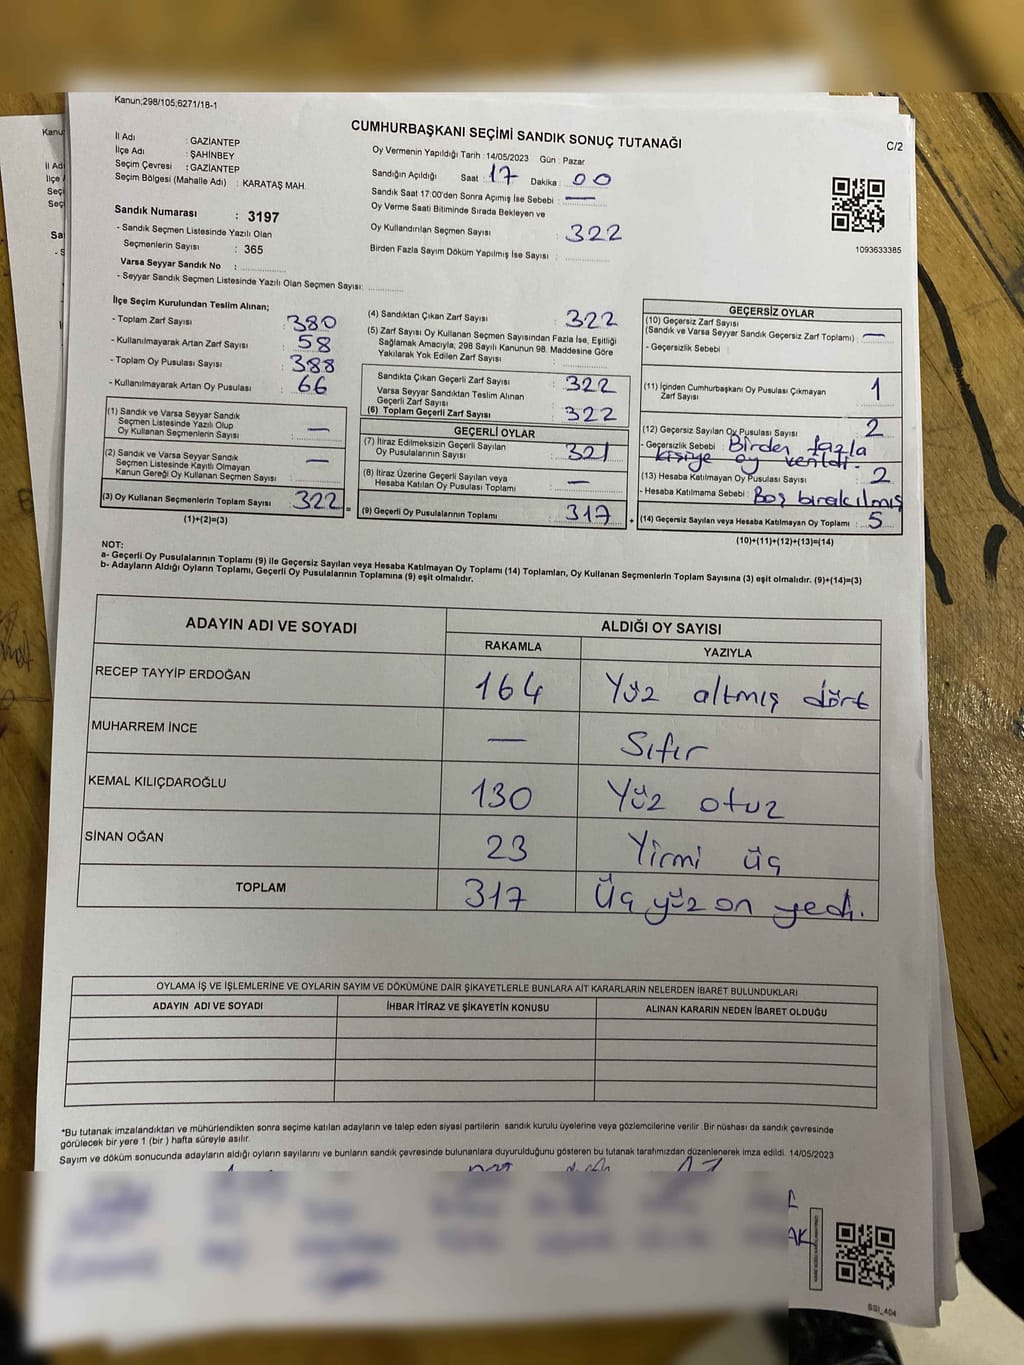 Kanun;298/105,6271/18-1
CUMHURBAŞKANI SEÇİMİ SANDIK SONUÇ TUTANAĞI
C/2
İl Adı : GAZİANTEP
İlçe Adı : ŞAHİNBEY
Seçim Çevresi : GAZİANTEP
Seçim Bölgesi (Mahalle Adı) : KARATAŞ MAH.
Sandık Numarası : 3197
- Sandık Seçmen Listesinde Yazılı Olan
Seçmenlerin Sayısı : 365
Varsa Seyyar Sandık No :
- Seyyar Sandık Seçmen Listesinde Yazılı Olan Seçmen Sayısı:
Oy Vermenin Yapıldığı Tarih : 14/05/2023 Gün : Pazar
Sandığın Açıldığı Saat : 17 Dakika : 00
Sandık Saat 17:00'den Sonra Açımış İse Sebebi : —
Oy Verme Saati Bitiminde Sırada Bekleyen ve
Oy Kullandırılan Seçmen Sayısı : 322
Birden Fazla Sayım Döküm Yapılmış İse Sayısı :
1093633385
İlçe Seçim Kurulundan Teslim Alınan;
- Toplam Zarf Sayısı : 380
- Kullanılmayarak Artan Zarf Sayısı : 58
- Toplam Oy Pusulası Sayısı : 388
- Kullanılmayarak Artan Oy Pusulası : 66
(1) Sandık ve Varsa Seyyar Sandık
Seçmen Listesinde Yazılı Olup
Oy Kullanan Seçmenlerin Sayısı : —
(2) Sandık ve Varsa Seyyar Sandık
Seçmen Listesinde Kayıtlı Olmayan
Kanun Gereği Oy Kullanan Seçmen Sayısı : —
(3) Oy Kullanan Seçmenlerin Toplam Sayısı : 322 =
(1)+(2)=(3)
(4) Sandıktan Çıkan Zarf Sayısı : 322
(5) Zarf Sayısı Oy Kullanan Seçmen Sayısından Fazla İse, Eşitliği
Sağlamak Amacıyla; 298 Sayılı Kanunun 98. Maddesine Göre
Yakılarak Yok Edilen Zarf Sayısı :
Sandıkta Çıkan Geçerli Zarf Sayısı : 322
Varsa Seyyar Sandıktan Teslim Alınan
Geçerli Zarf Sayısı :
(6) Toplam Geçerli Zarf Sayısı : 322
GEÇERLİ OYLAR
(7) İtiraz Edilmeksizin Geçerli Sayılan
Oy Pusulalarının Sayısı : 321
(8) İtiraz Üzerine Geçerli Sayılan veya
Hesaba Katılan Oy Pusulası Toplamı : —
(9) Geçerli Oy Pusulalarının Toplamı : 317 +
GEÇERSİZ OYLAR
(10) Geçersiz Zarf Sayısı
(Sandık ve Varsa Seyyar Sandık Geçersiz Zarf Toplamı) : —
- Geçersizlik Sebebi :
(11) İçinden Cumhurbaşkanı Oy Pusulası Çıkmayan
Zarf Sayısı : 1
(12) Geçersiz Sayılan Oy Pusulası Sayısı : 2
- Geçersizlik Sebebi : Birden fazla
kişiye oy verildi.
(13) Hesaba Katılmayan Oy Pusulası Sayısı : 2
- Hesaba Katılmama Sebebi : Boş bırakılmış
(14) Geçersiz Sayılan veya Hesaba Katılmayan Oy Toplamı : 5
(10)+(11)+(12)+(13)=(14)
NOT:
a- Geçerli Oy Pusulalarının Toplamı (9) ile Geçersiz Sayılan veya Hesaba Katılmayan Oy Toplamı (14) Toplamları, Oy Kullanan Seçmenlerin Toplam Sayısına (3) eşit olmalıdır. (9)+(14)=(3)
b- Adayların Aldığı Oyların Toplamı, Geçerli Oy Pusulalarının Toplamına (9) eşit olmalıdır.
ADAYIN ADI VE SOYADI ALDIĞI OY SAYISI
RAKAMLA YAZIYLA
RECEP TAYYİP ERDOĞAN 164 Yüz altmış dört
MUHARREM İNCE — Sıfır
KEMAL KILIÇDAROĞLU 130 Yüz otuz
SİNAN OĞAN 23 Yirmi üç
TOPLAM 317 Üç yüz on yedi.
OYLAMA İŞ VE İŞLEMLERİNE VE OYLARIN SAYIM VE DÖKÜMÜNE DAİR ŞİKAYETLERLE BUNLARA AİT KARARLARIN NELERDEN İBARET BULUNDUKLARI
ADAYIN ADI VE SOYADI İHBAR İTİRAZ VE ŞİKAYETİN KONUSU ALINAN KARARIN NEDEN İBARET OLDUĞU
*Bu tutanak imzalandıktan ve mühürlendikten sonra seçime katılan adayların ve talep eden siyasi partilerin sandık kurulu üyelerine veya gözlemcilerine verilir. Bir nüshası da sandık çevresinde
görülecek bir yere 1 (bir) hafta süreyle asılır.
Sayım ve döküm sonucunda adayların aldığı oyların sayılarını ve bunların sandık çevresinde bulunanlara duyurulduğunu gösteren bu tutanak tarafımızdan düzenlenerek imza edildi. 14/05/2023